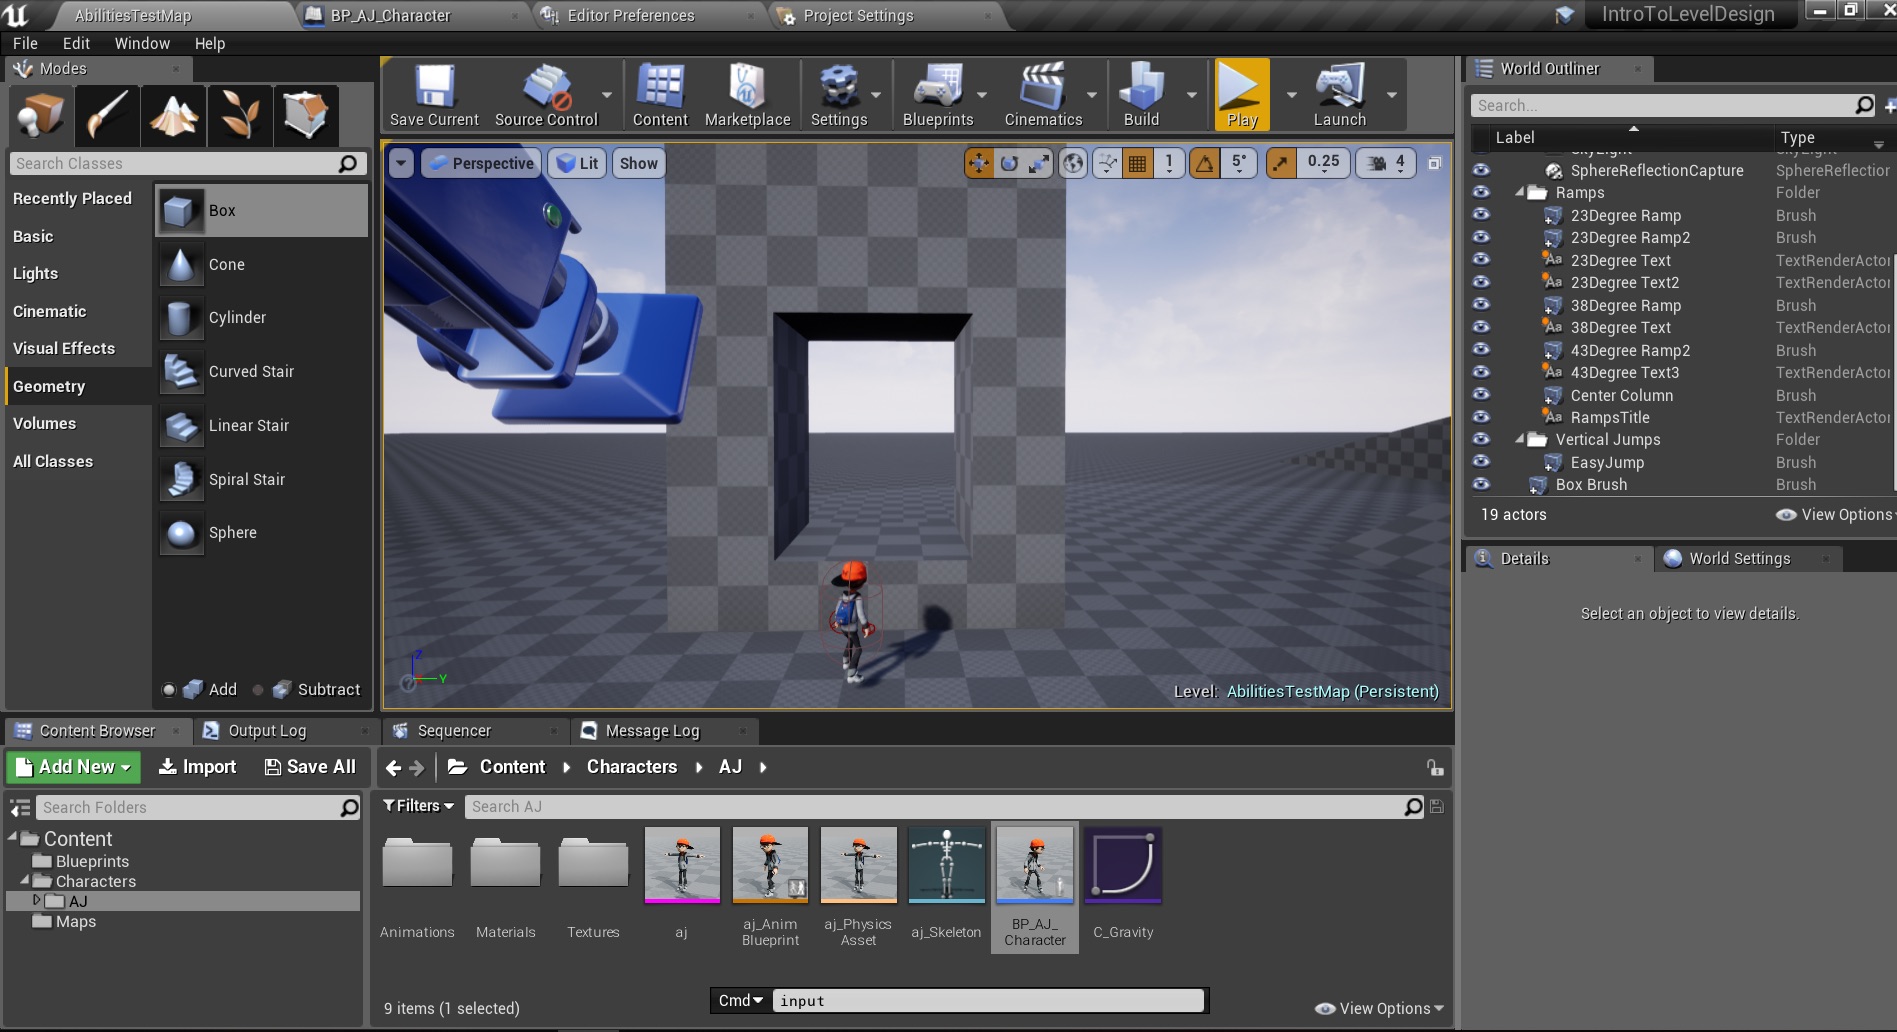 AbilitiesTestMap
BP_AJ_Character
Editor Preferences
Project Settings
IntroToLevelDesign
File Edit Window Help
Modes
Search Classes
Recently Placed
Basic
Lights
Cinematic
Visual Effects
Geometry
Volumes
All Classes
Box
Cone
Cylinder
Curved Stair
Linear Stair
Spiral Stair
Sphere
Add Subtract
Save Current
Source Control
Content
Marketplace
Settings
Blueprints
Cinematics
Build
Play
Launch
Perspective Lit Show
1 5° 0.25 4
Z
Y
Level: AbilitiesTestMap (Persistent)
World Outliner
Search...
Label Type
SkyLight SkyLight
SphereReflectionCapture SphereReflection
Ramps Folder
23Degree Ramp Brush
23Degree Ramp2 Brush
23Degree Text TextRenderActor
23Degree Text2 TextRenderActor
38Degree Ramp Brush
38Degree Text TextRenderActor
43Degree Ramp2 Brush
43Degree Text3 TextRenderActor
Center Column Brush
RampsTitle TextRenderActor
Vertical Jumps Folder
EasyJump Brush
Box Brush Brush
19 actors View Options
Details
World Settings
Select an object to view details.
Content Browser
Output Log
Sequencer
Message Log
Add New Import Save All
Content Characters AJ
Search Folders
Content
Blueprints
Characters
AJ
Maps
Filters Search AJ
Animations
Materials
Textures
aj
aj_Anim
Blueprint
aj_Physics
Asset
aj_Skeleton
BP_AJ_
Character
C_Gravity
9 items (1 selected)
Cmd input
View Options